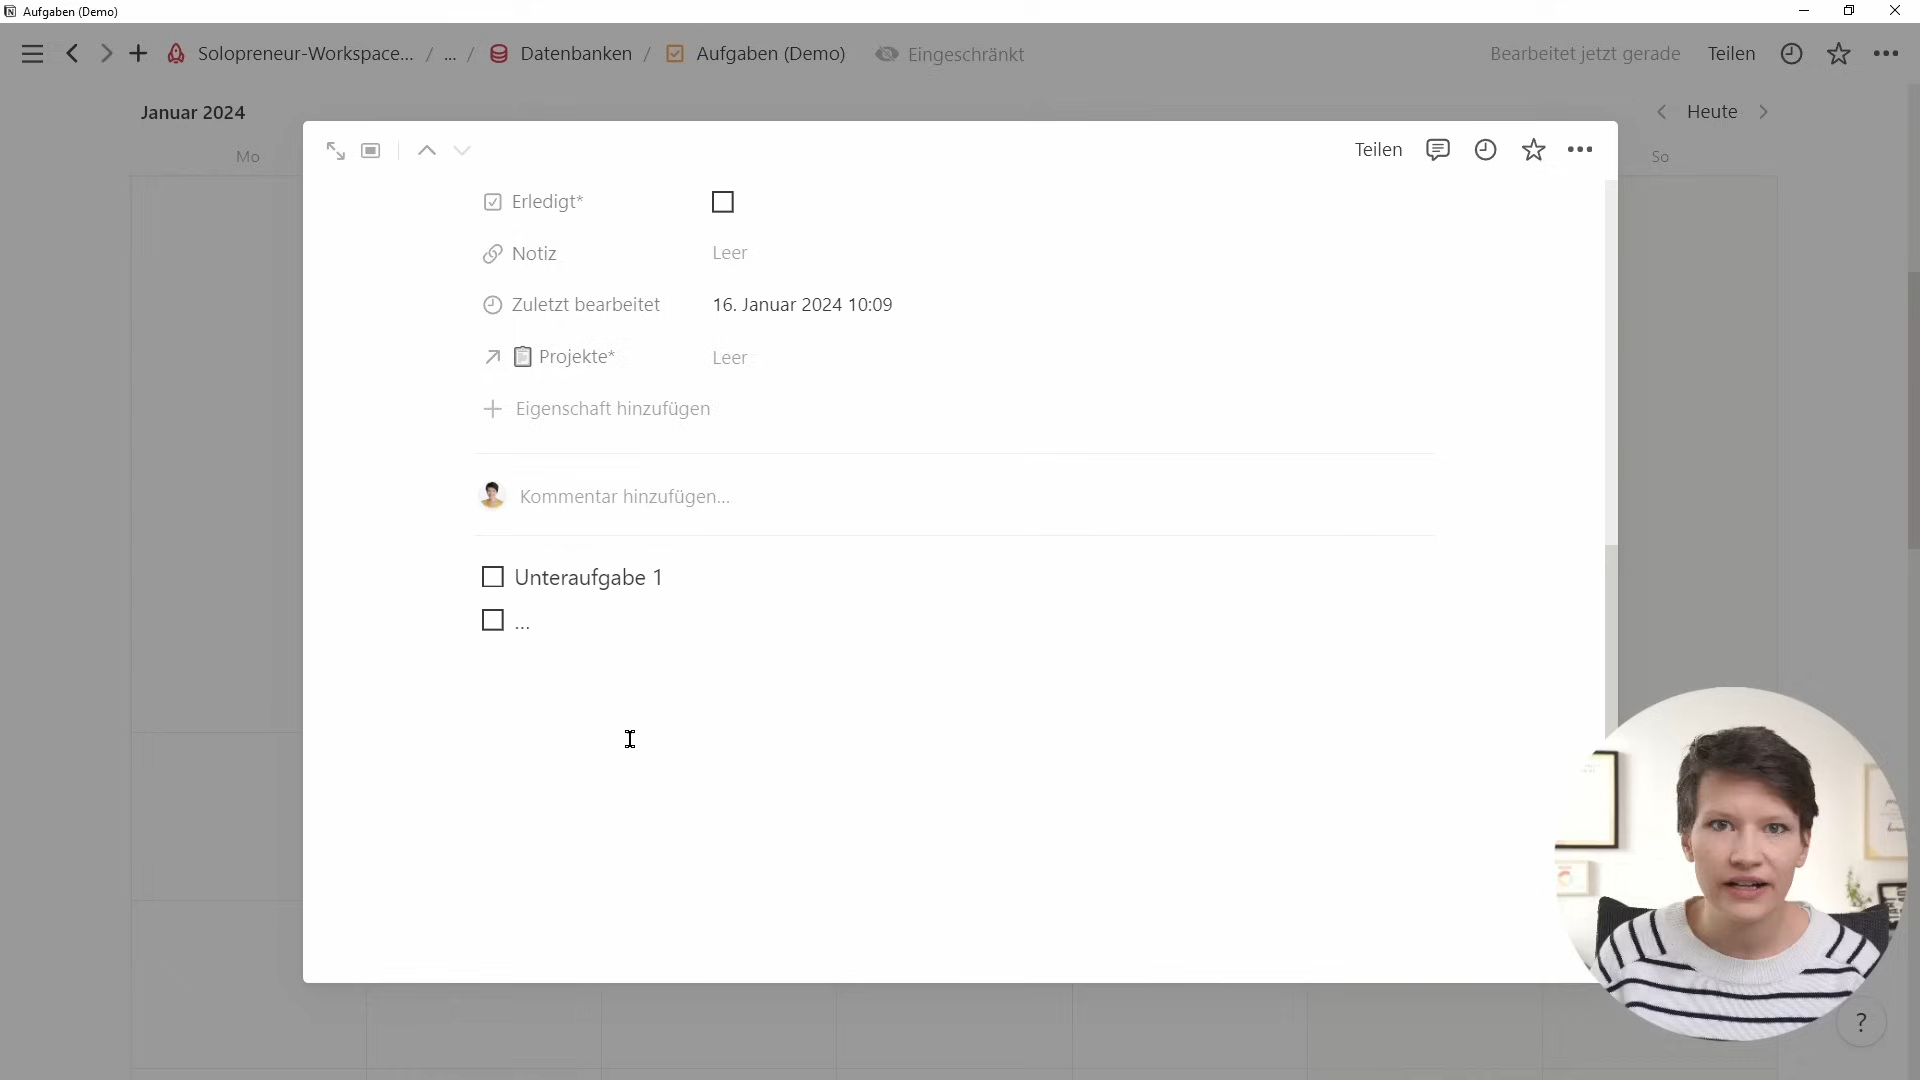 Aufgaben (Demo)
Solopreneur-Workspace... / ... / Datenbanken / Aufgaben (Demo) Eingeschränkt Bearbeitet jetzt gerade Teilen
Januar 2024 Heute
Mo So
Teilen
Erledigt*
Notiz Leer
Zuletzt bearbeitet 16. Januar 2024 10:09
Projekte* Leer
Eigenschaft hinzufügen
Kommentar hinzufügen...
Unteraufgabe 1
...
?